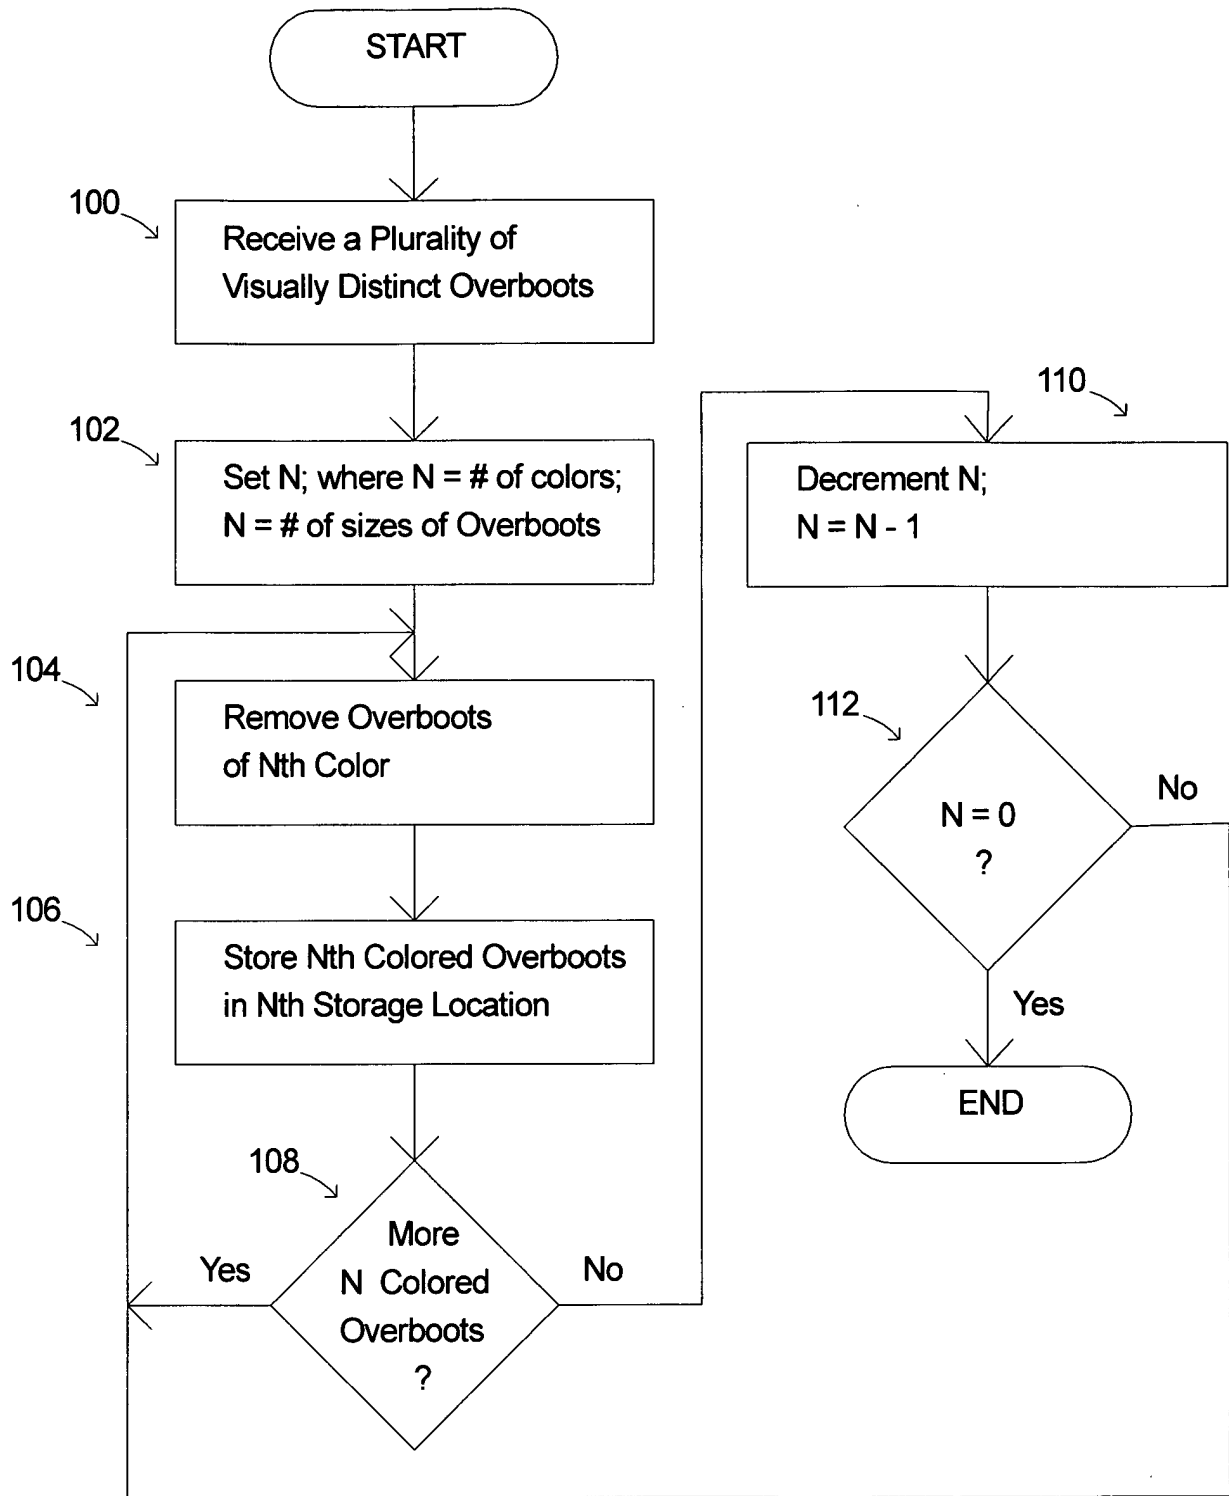 START
100
Receive a Plurality of
Visually Distinct Overboots
102
Set N; where N = # of colors;
N = # of sizes of Overboots
104
Remove Overboots
of Nth Color
106
Store Nth Colored Overboots
in Nth Storage Location
108
More
N Colored
Overboots
?
Yes
No
110
Decrement N;
N = N - 1
112
N = 0
?
No
Yes
END